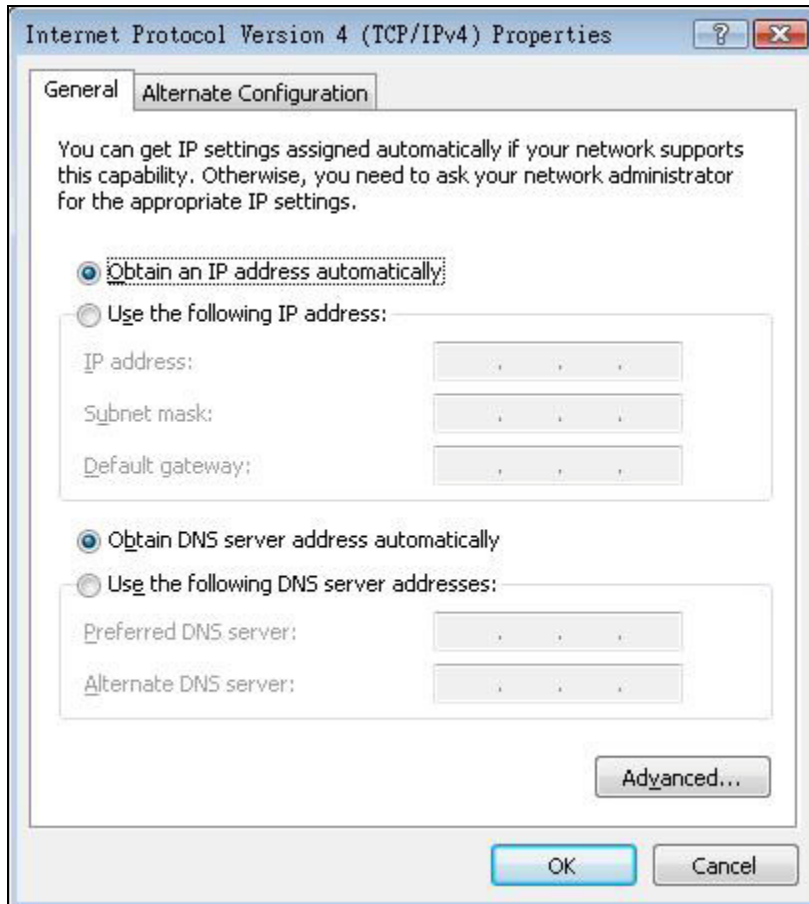 Internet Protocol Version 4 (TCP/IPv4) Properties
General
Alternate Configuration
You can get IP settings assigned automatically if your network supports
this capability. Otherwise, you need to ask your network administrator
for the appropriate IP settings.
Obtain an IP address automatically
Use the following IP address:
IP address:
Subnet mask:
Default gateway:
Obtain DNS server address automatically
Use the following DNS server addresses:
Preferred DNS server:
Alternate DNS server:
Advanced...
OK
Cancel